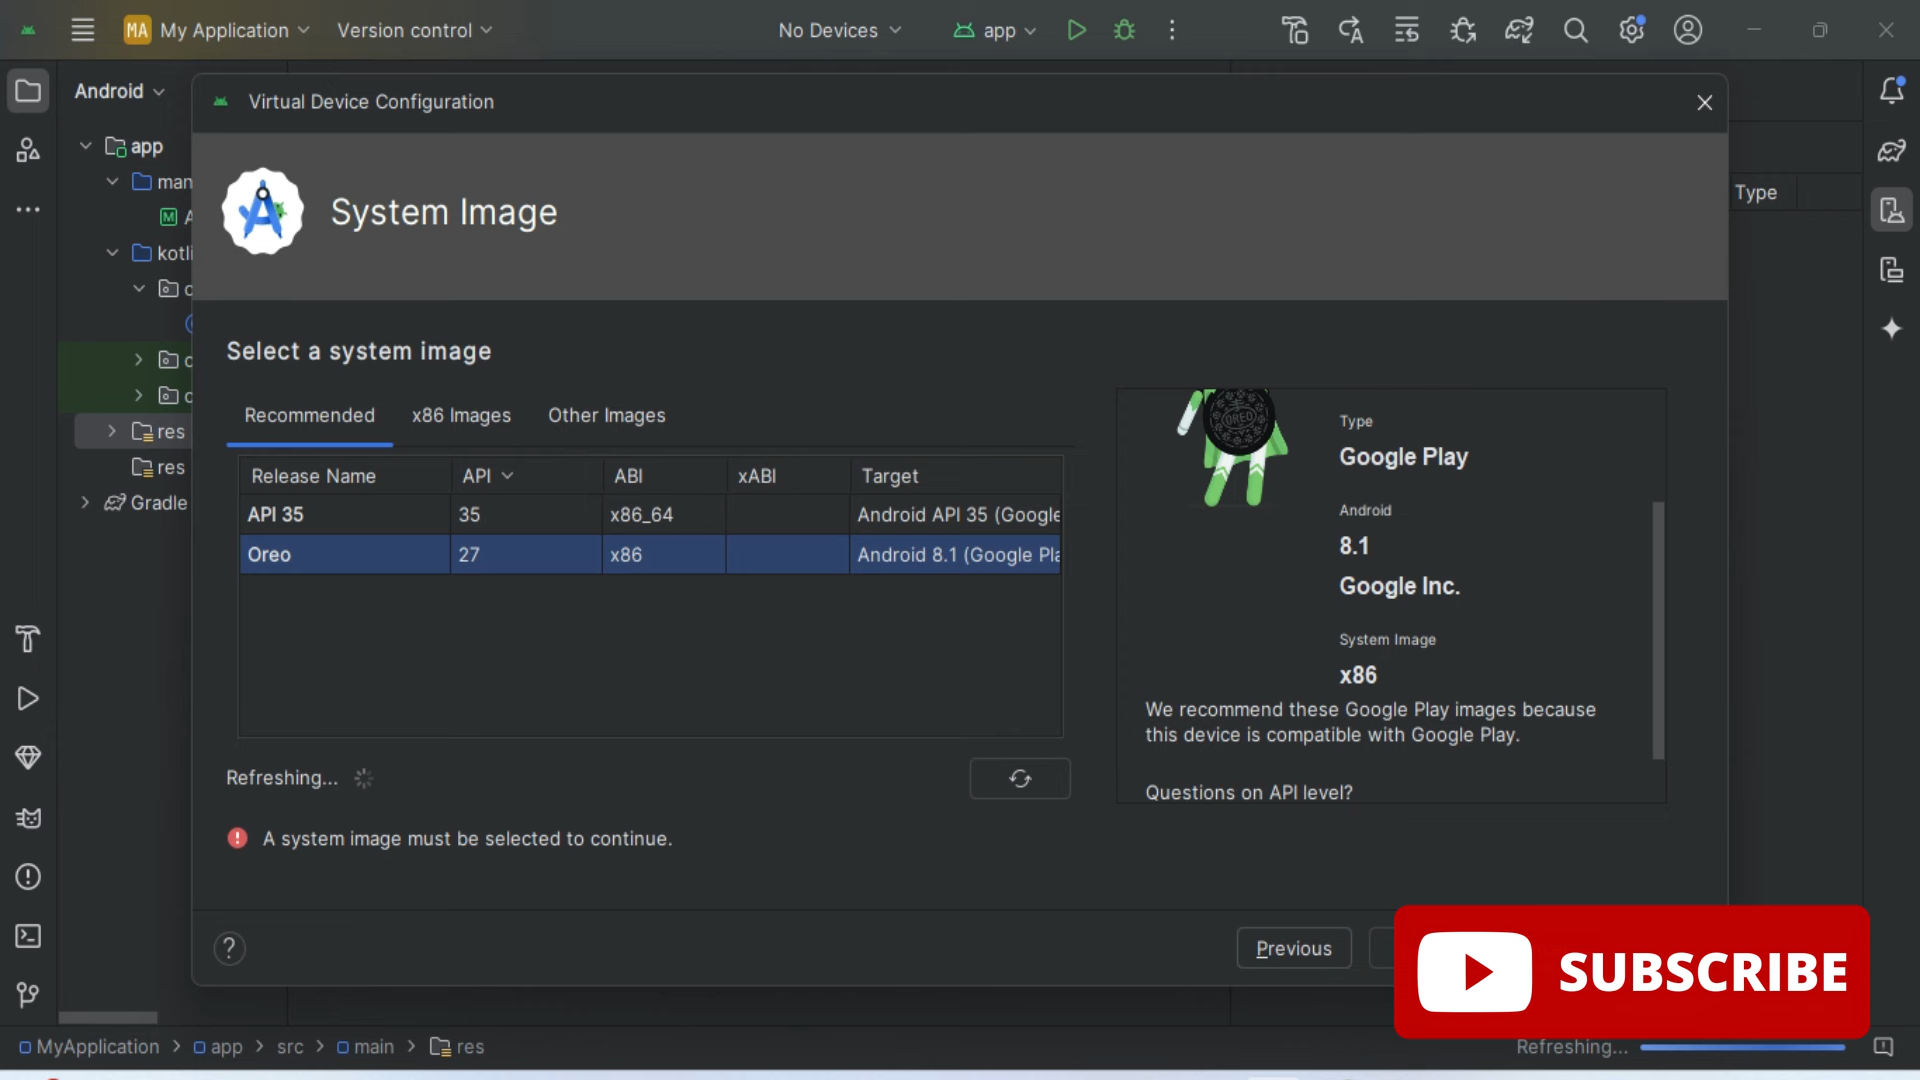 MA My Application Version control No Devices app
Android
Virtual Device Configuration
app
man
System Image
Type
kotli
Select a system image
Recommended x86 Images Other Images
Release Name API ABI xABI Target
API 35 35 x86_64 Android API 35 (Google
Oreo 27 x86 Android 8.1 (Google Pla
res
res
Gradle
OREO
Type
Google Play
Android
8.1
Google Inc.
System Image
x86
We recommend these Google Play images because
this device is compatible with Google Play.
Questions on API level?
Refreshing...
A system image must be selected to continue.
? Previous
SUBSCRIBE
MyApplication > app > src > main > res Refreshing...